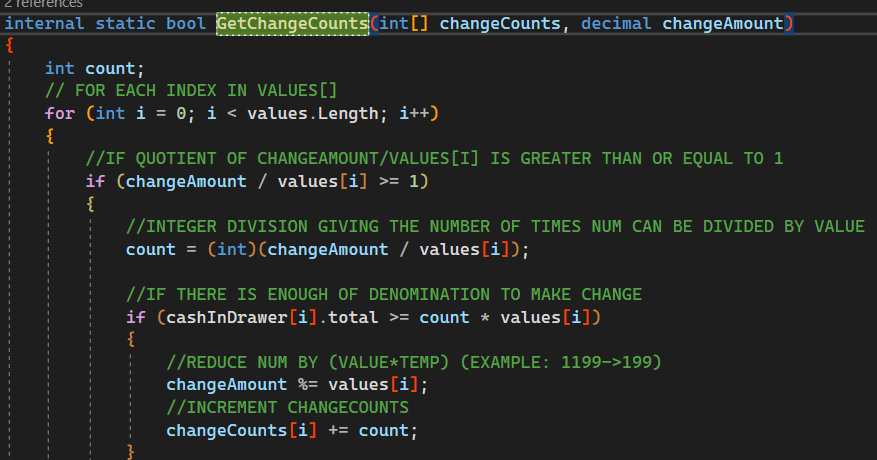 2 references
internal static bool GetChangeCounts(int[] changeCounts, decimal changeAmount)
{
int count;
// FOR EACH INDEX IN VALUES[]
for (int i = 0; i < values.Length; i++)
{
//IF QUOTIENT OF CHANGEAMOUNT/VALUES[I] IS GREATER THAN OR EQUAL TO 1
if (changeAmount / values[i] >= 1)
{
//INTEGER DIVISION GIVING THE NUMBER OF TIMES NUM CAN BE DIVIDED BY VALUE
count = (int)(changeAmount / values[i]);
//IF THERE IS ENOUGH OF DENOMINATION TO MAKE CHANGE
if (cashInDrawer[i].total >= count * values[i])
{
//REDUCE NUM BY (VALUE*TEMP) (EXAMPLE: 1199->199)
changeAmount %= values[i];
//INCREMENT CHANGECOUNTS
changeCounts[i] += count;
}